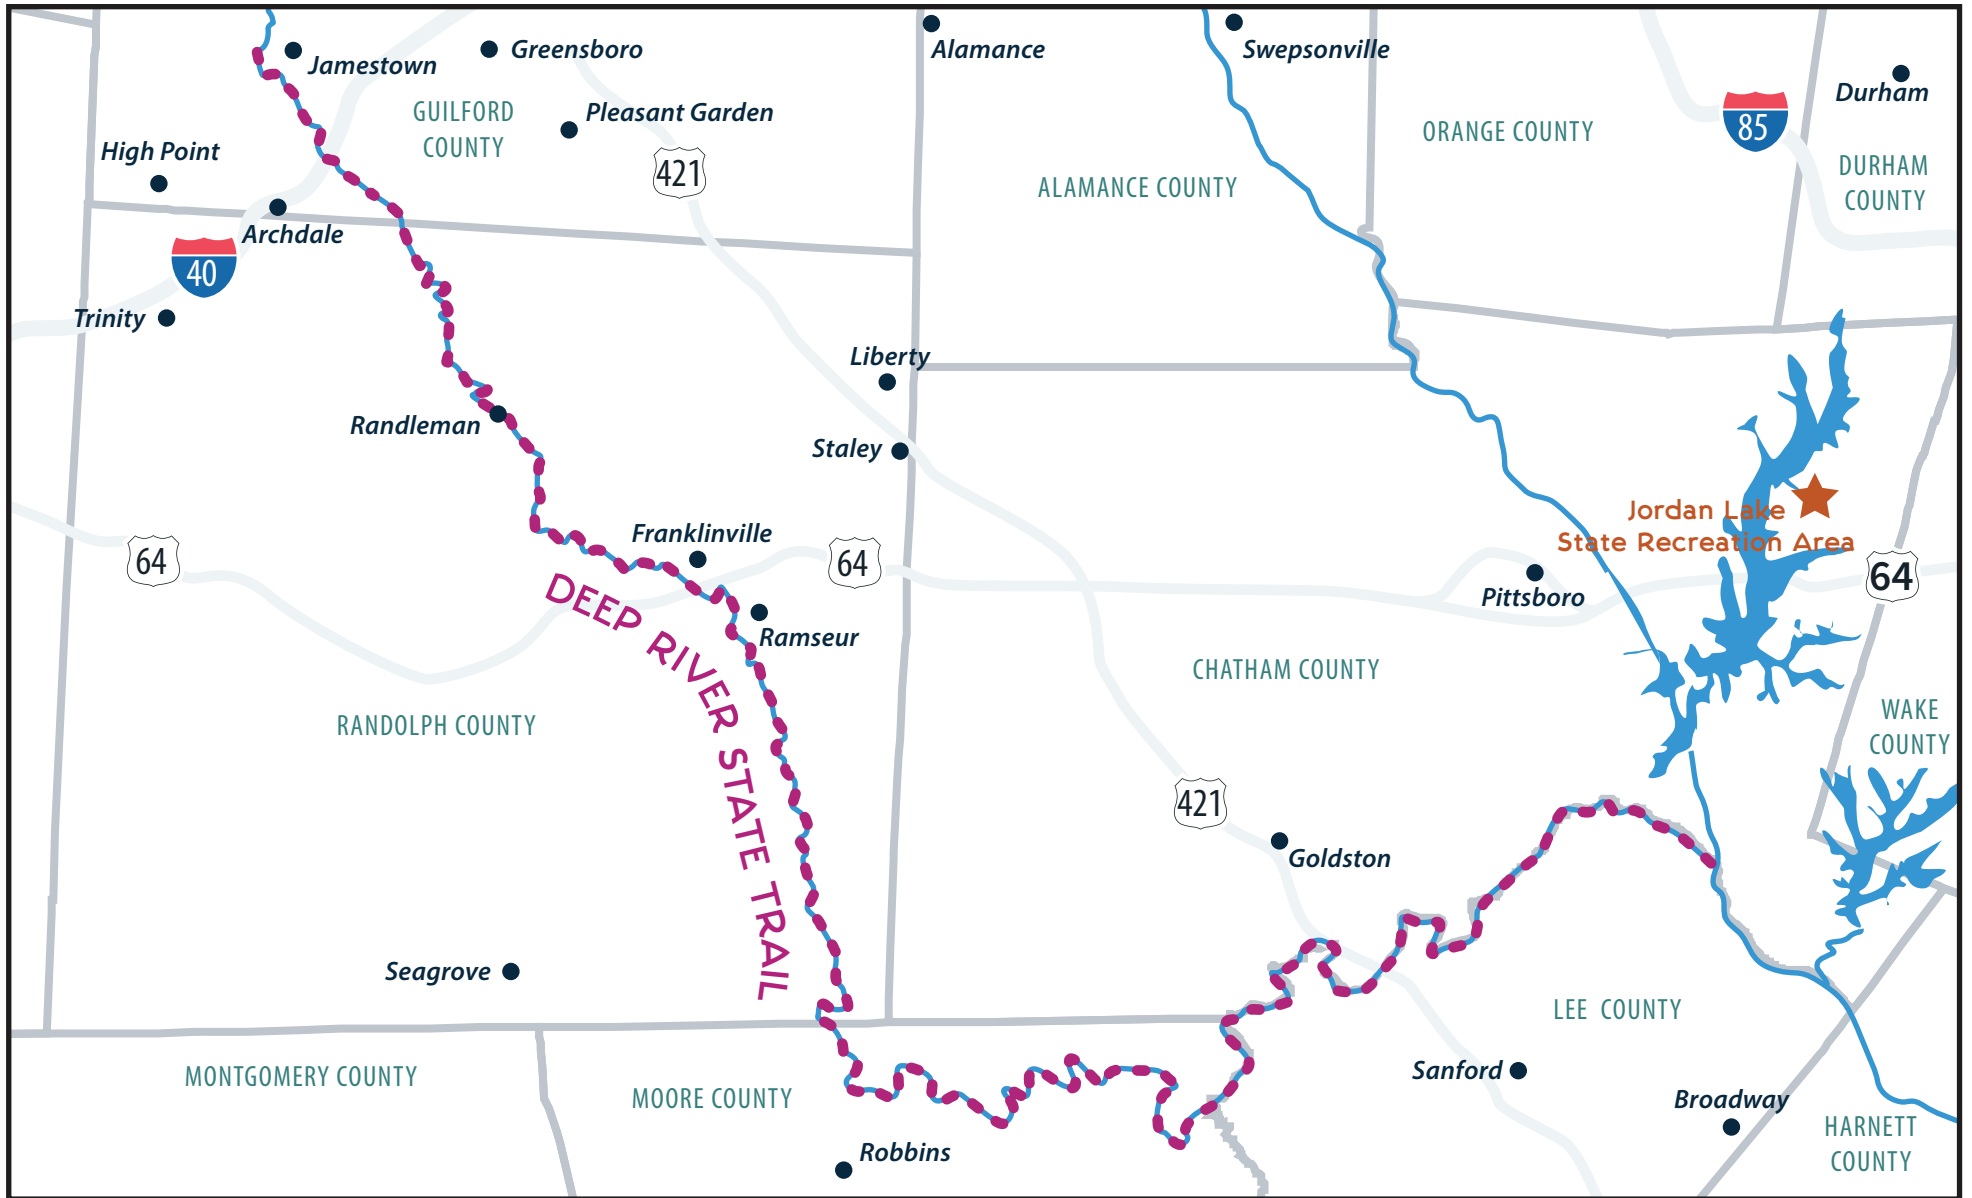 Jamestown
Greensboro
Alamance
Swepsonville
Durham
GUILFORD
COUNTY
Pleasant Garden
High Point
421
ORANGE COUNTY
85
DURHAM
COUNTY
ALAMANCE COUNTY
Archdale
40
Trinity
Liberty
Randleman
Staley
Jordan Lake
State Recreation Area
Franklinville
64
64
64
Pittsboro
DEEP RIVER STATE TRAIL
Ramseur
CHATHAM COUNTY
RANDOLPH COUNTY
WAKE
COUNTY
421
Goldston
Seagrove
LEE COUNTY
MONTGOMERY COUNTY
MOORE COUNTY
Sanford
Broadway
HARNETT
COUNTY
Robbins